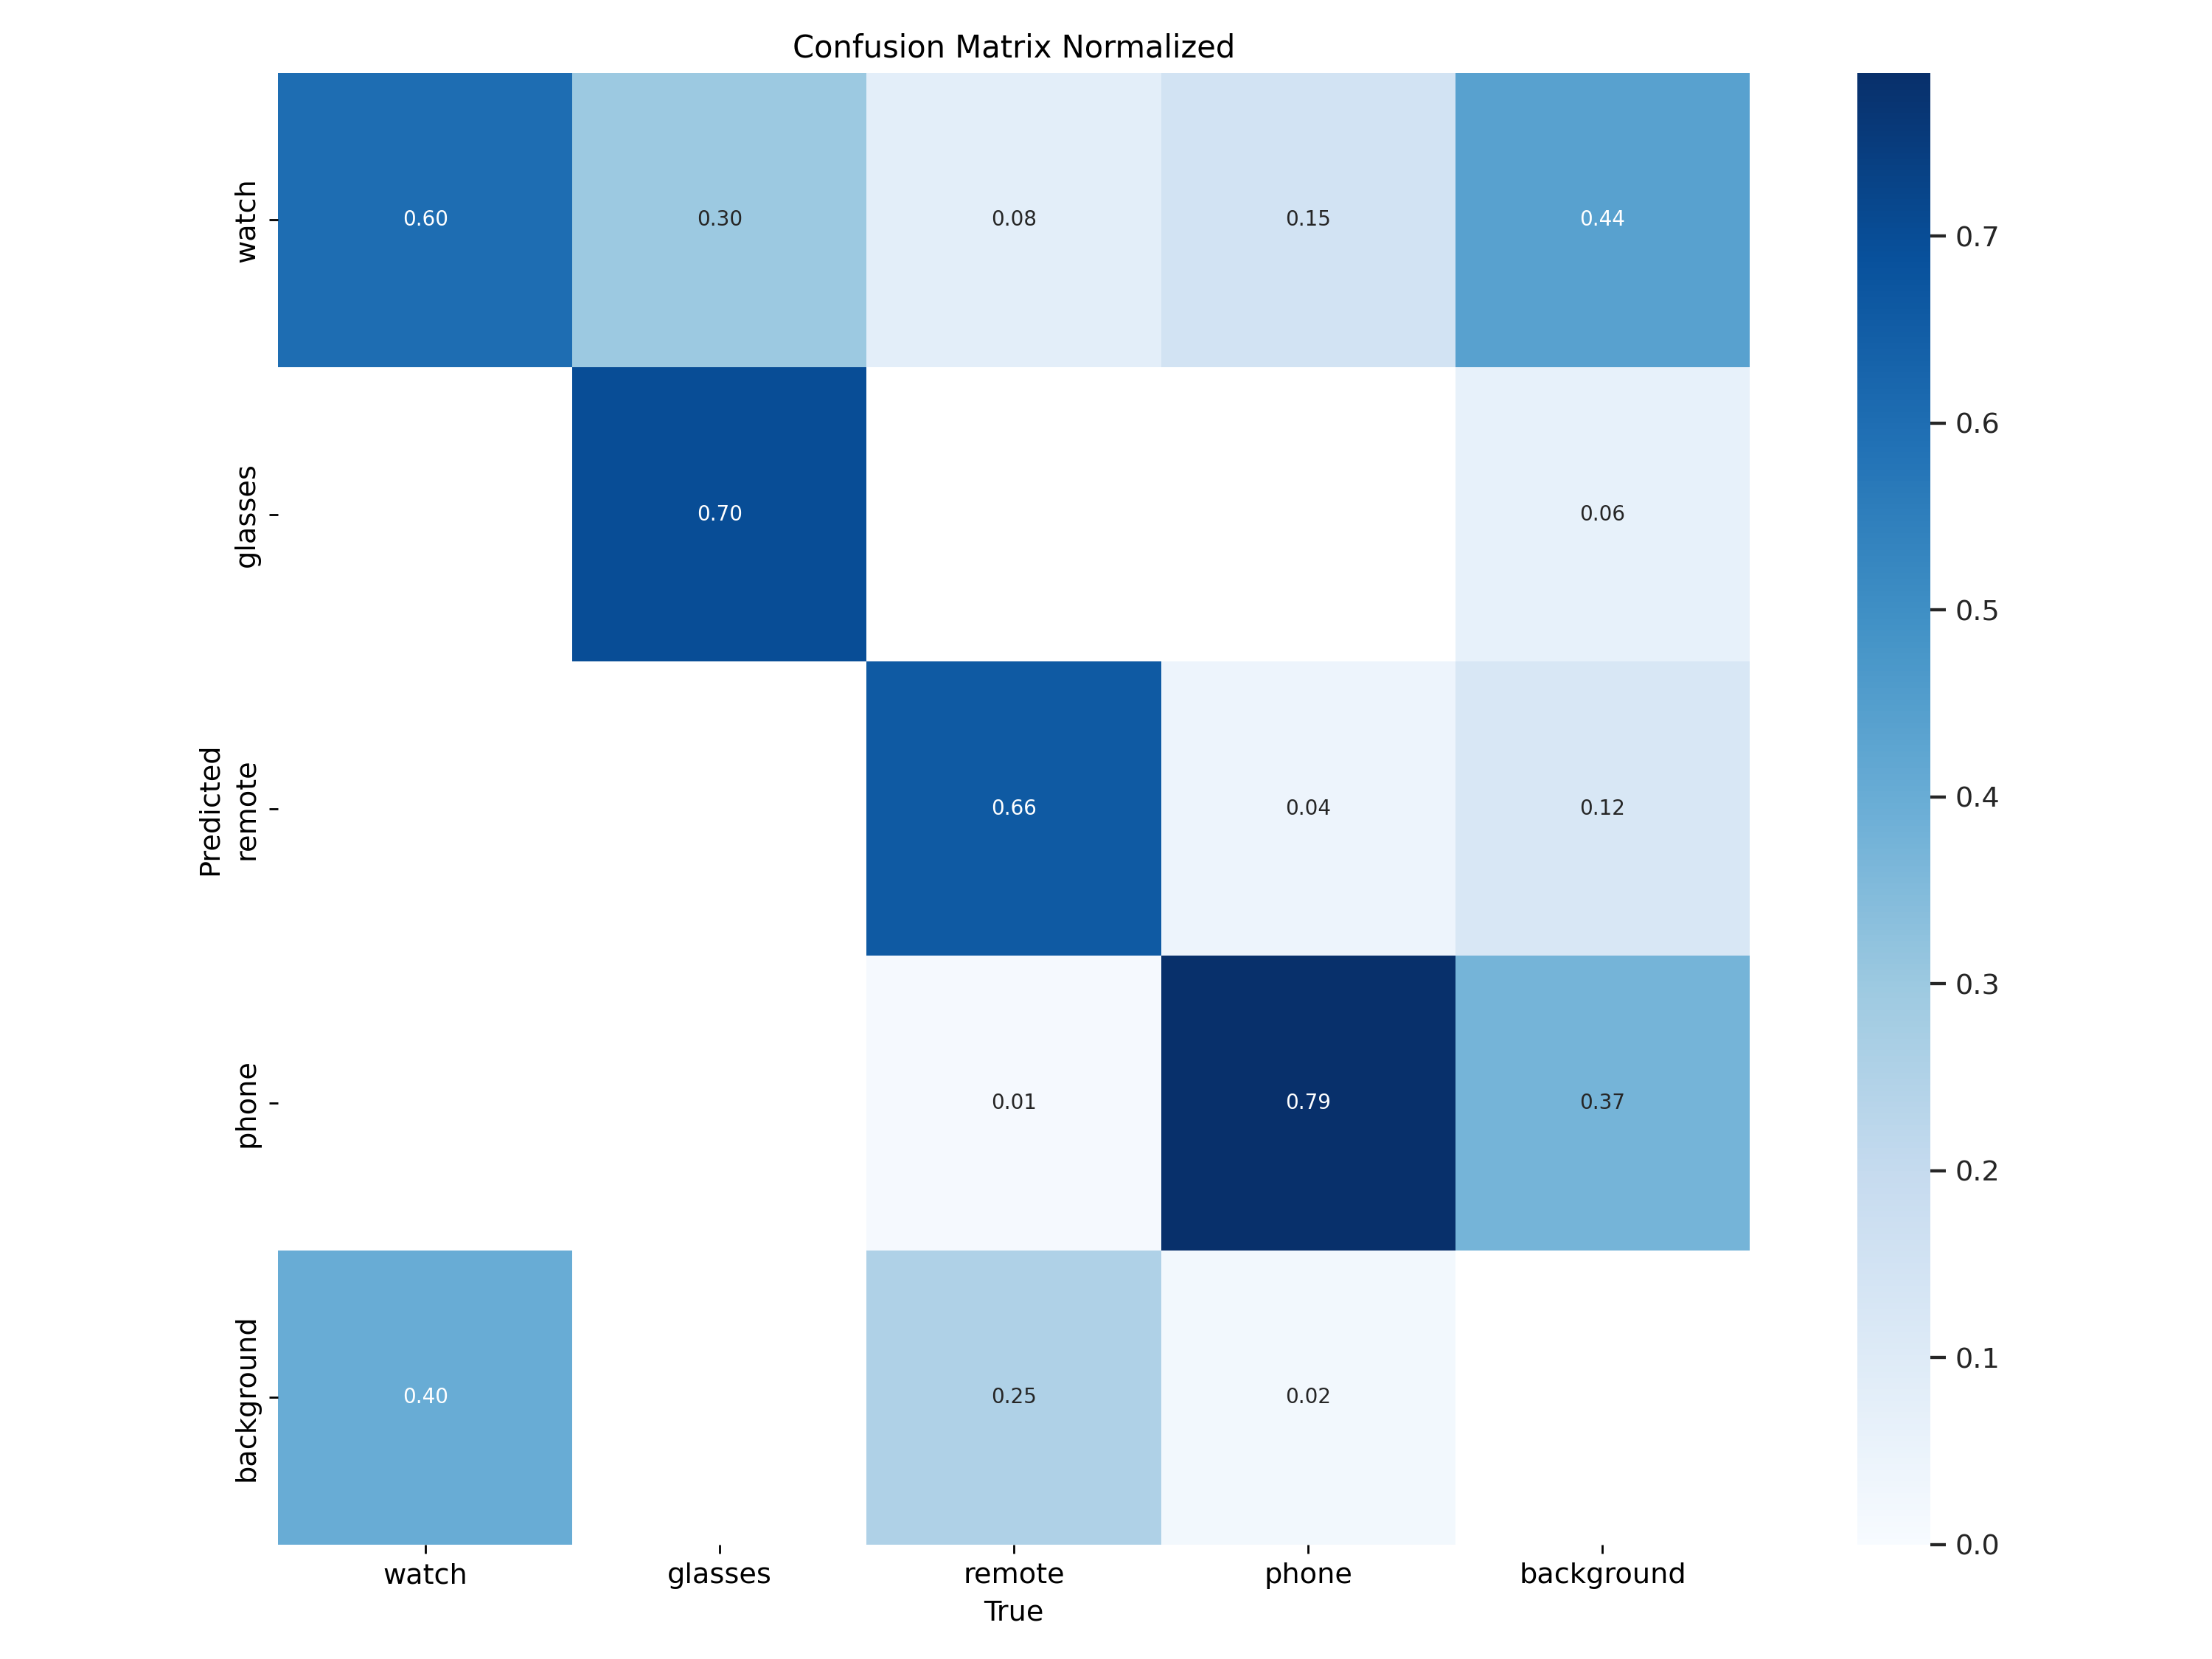 Confusion Matrix Normalized
watch
0.60
0.30
0.08
0.15
0.44
glasses
0.70
0.06
Predicted
remote
0.66
0.04
0.12
phone
0.01
0.79
0.37
background
0.40
0.25
0.02
watch
glasses
remote
phone
background
True
0.7
0.6
0.5
0.4
0.3
0.2
0.1
0.0